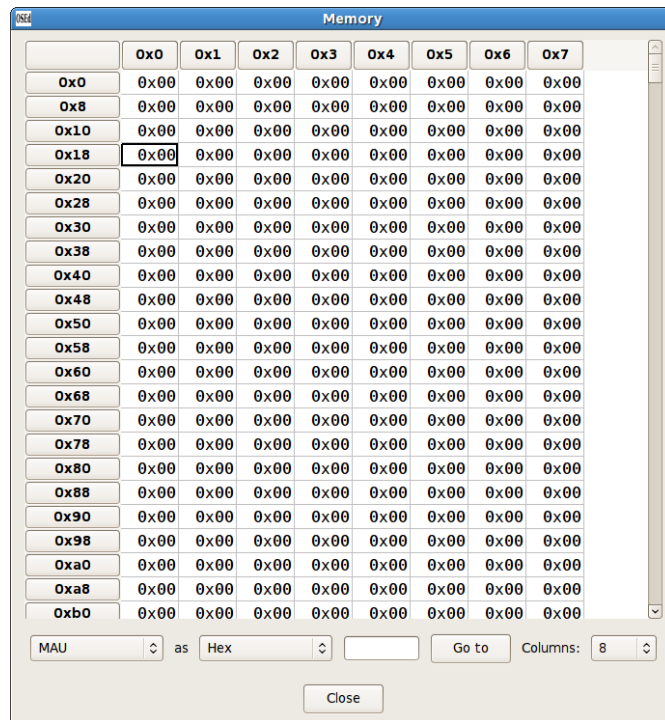 OSEd Memory
0x0 0x1 0x2 0x3 0x4 0x5 0x6 0x7
0x0 0x00 0x00 0x00 0x00 0x00 0x00 0x00 0x00
0x8 0x00 0x00 0x00 0x00 0x00 0x00 0x00 0x00
0x10 0x00 0x00 0x00 0x00 0x00 0x00 0x00 0x00
0x18 0x00 0x00 0x00 0x00 0x00 0x00 0x00 0x00
0x20 0x00 0x00 0x00 0x00 0x00 0x00 0x00 0x00
0x28 0x00 0x00 0x00 0x00 0x00 0x00 0x00 0x00
0x30 0x00 0x00 0x00 0x00 0x00 0x00 0x00 0x00
0x38 0x00 0x00 0x00 0x00 0x00 0x00 0x00 0x00
0x40 0x00 0x00 0x00 0x00 0x00 0x00 0x00 0x00
0x48 0x00 0x00 0x00 0x00 0x00 0x00 0x00 0x00
0x50 0x00 0x00 0x00 0x00 0x00 0x00 0x00 0x00
0x58 0x00 0x00 0x00 0x00 0x00 0x00 0x00 0x00
0x60 0x00 0x00 0x00 0x00 0x00 0x00 0x00 0x00
0x68 0x00 0x00 0x00 0x00 0x00 0x00 0x00 0x00
0x70 0x00 0x00 0x00 0x00 0x00 0x00 0x00 0x00
0x78 0x00 0x00 0x00 0x00 0x00 0x00 0x00 0x00
0x80 0x00 0x00 0x00 0x00 0x00 0x00 0x00 0x00
0x88 0x00 0x00 0x00 0x00 0x00 0x00 0x00 0x00
0x90 0x00 0x00 0x00 0x00 0x00 0x00 0x00 0x00
0x98 0x00 0x00 0x00 0x00 0x00 0x00 0x00 0x00
0xa0 0x00 0x00 0x00 0x00 0x00 0x00 0x00 0x00
0xa8 0x00 0x00 0x00 0x00 0x00 0x00 0x00 0x00
0xb0 0x00 0x00 0x00 0x00 0x00 0x00 0x00 0x00
MAU as Hex Go to Columns: 8
Close